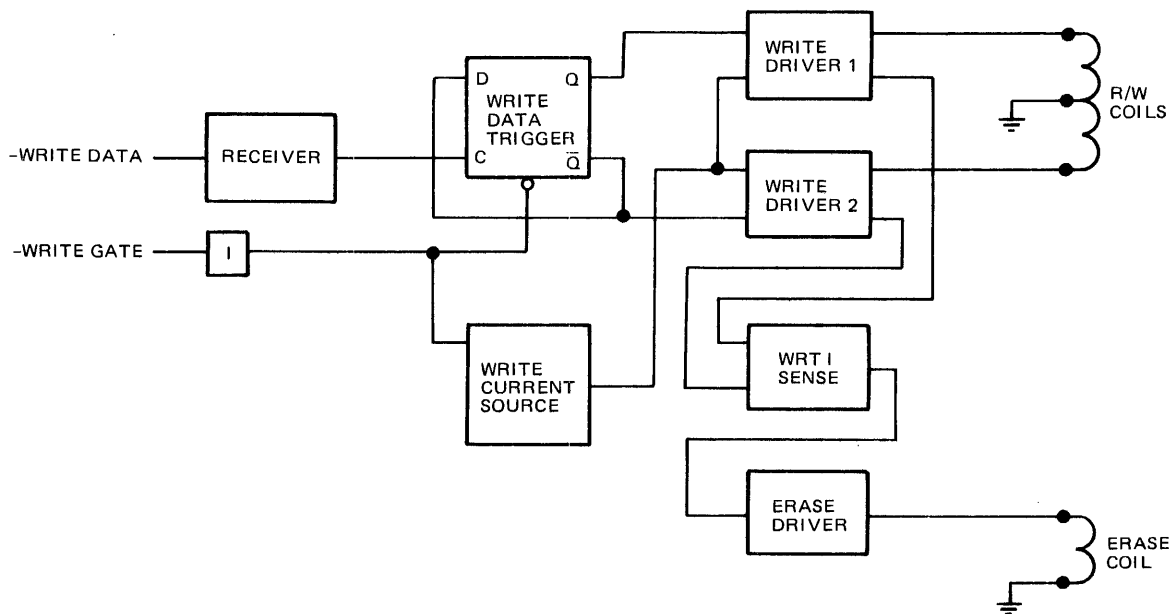 WRITE
DRIVER 1
R/W
COILS
D Q
WRITE
DATA
TRIGGER
C Q̅
–WRITE DATA
RECEIVER
WRITE
DRIVER 2
–WRITE GATE
I
WRITE
CURRENT
SOURCE
WRT I
SENSE
ERASE
DRIVER
ERASE
COIL